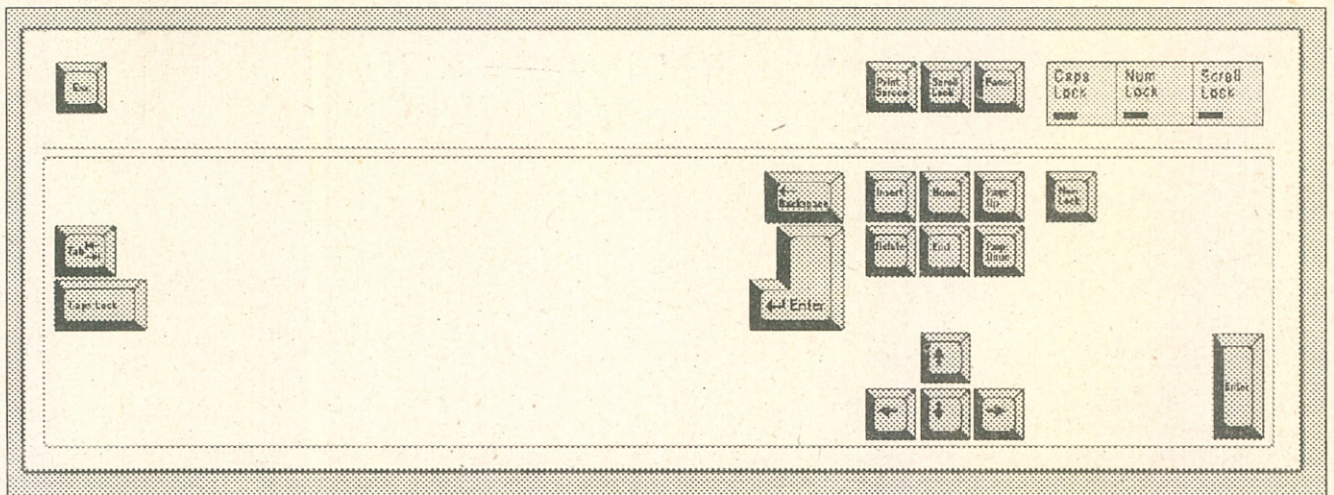 Esc
Print
Screen
Scroll
Lock
Pause
Caps
Lock
Num
Lock
Scroll
Lock
←
Backspace
Insert
Home
Page
Up
Num
Lock
Tab
Delete
End
Page
Down
Caps Lock
↵ Enter
↑
←
↓
→
Enter